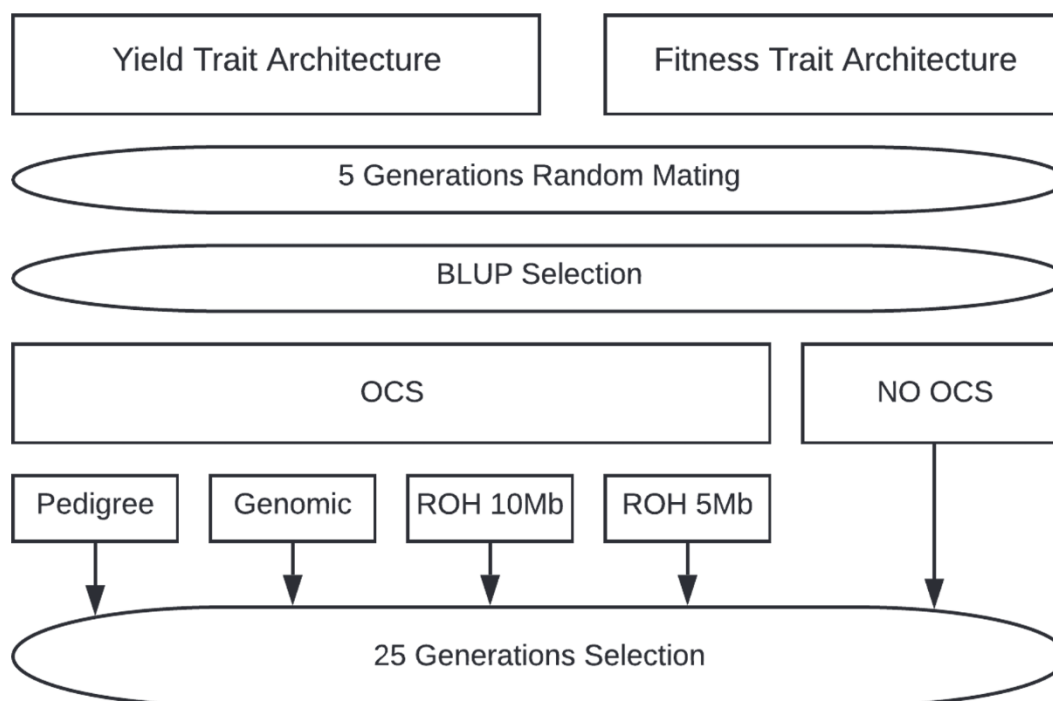 Yield Trait Architecture
Fitness Trait Architecture
5 Generations Random Mating
BLUP Selection
OCS
NO OCS
Pedigree
Genomic
ROH 10Mb
ROH 5Mb
25 Generations Selection